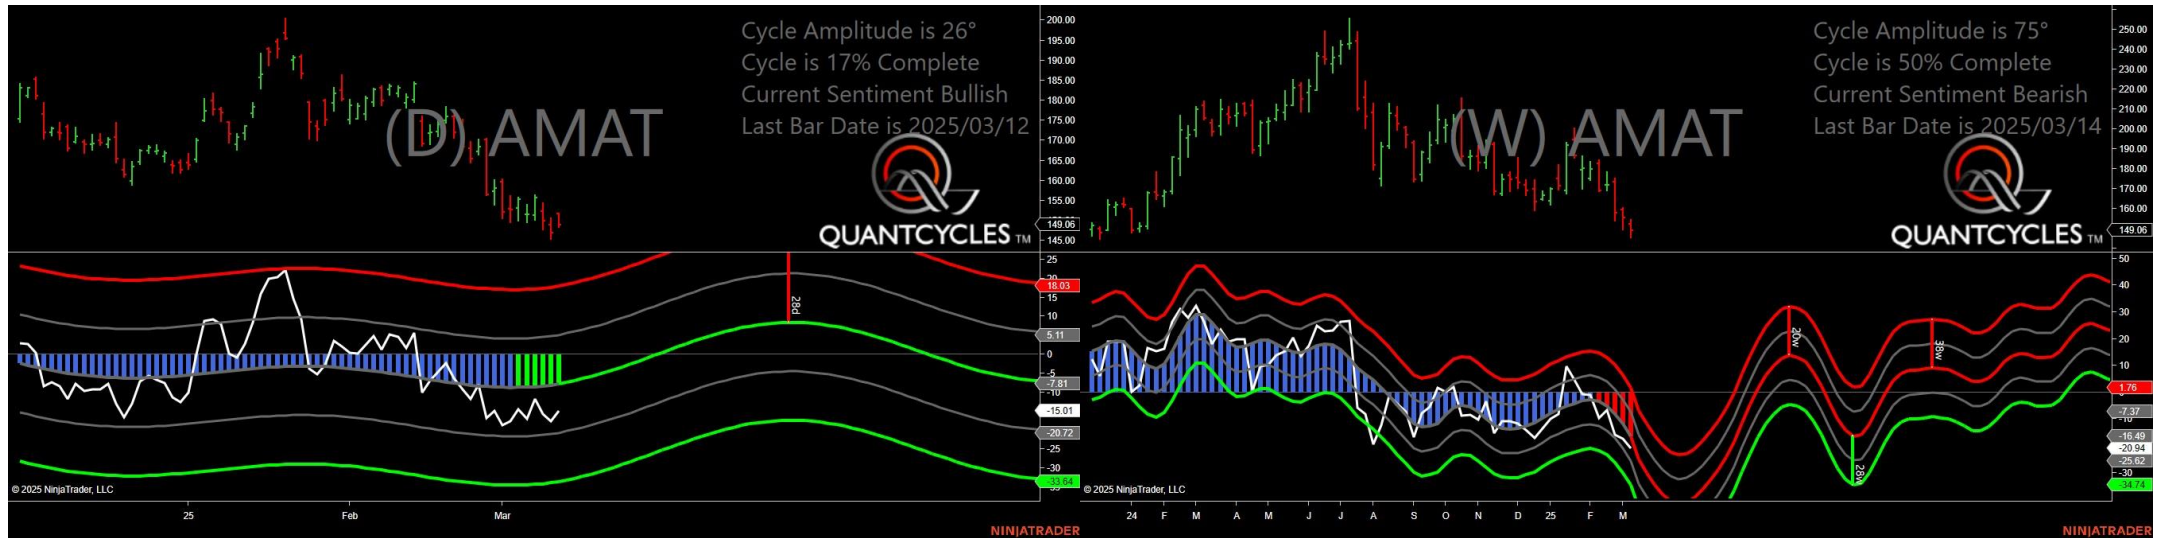 Cycle Amplitude is 26°
Cycle is 17% Complete
Current Sentiment Bullish
Last Bar Date is 2025/03/12
(D) AMAT
QUANTCYCLES TM
200.00
195.00
190.00
185.00
180.00
175.00
170.00
165.00
160.00
155.00
149.06
145.00
25
20
18.03
15
10
5.11
0
-5
-7.81
-10
-15.01
-20.72
-25
-30
-33.64
28d
© 2025 NinjaTrader, LLC
25 Feb Mar
NINJATRADER
Cycle Amplitude is 75°
Cycle is 50% Complete
Current Sentiment Bearish
Last Bar Date is 2025/03/14
(W) AMAT
QUANTCYCLES TM
250.00
240.00
230.00
220.00
210.00
200.00
190.00
180.00
170.00
160.00
149.06
50
40
30
20
10
1.76
-7.37
-10
-16.49
-20.94
-25.62
-30
-34.74
20w
28w
38w
© 2025 NinjaTrader, LLC
24 F M A M J J A S O N D 25 F M
NINJATRADER